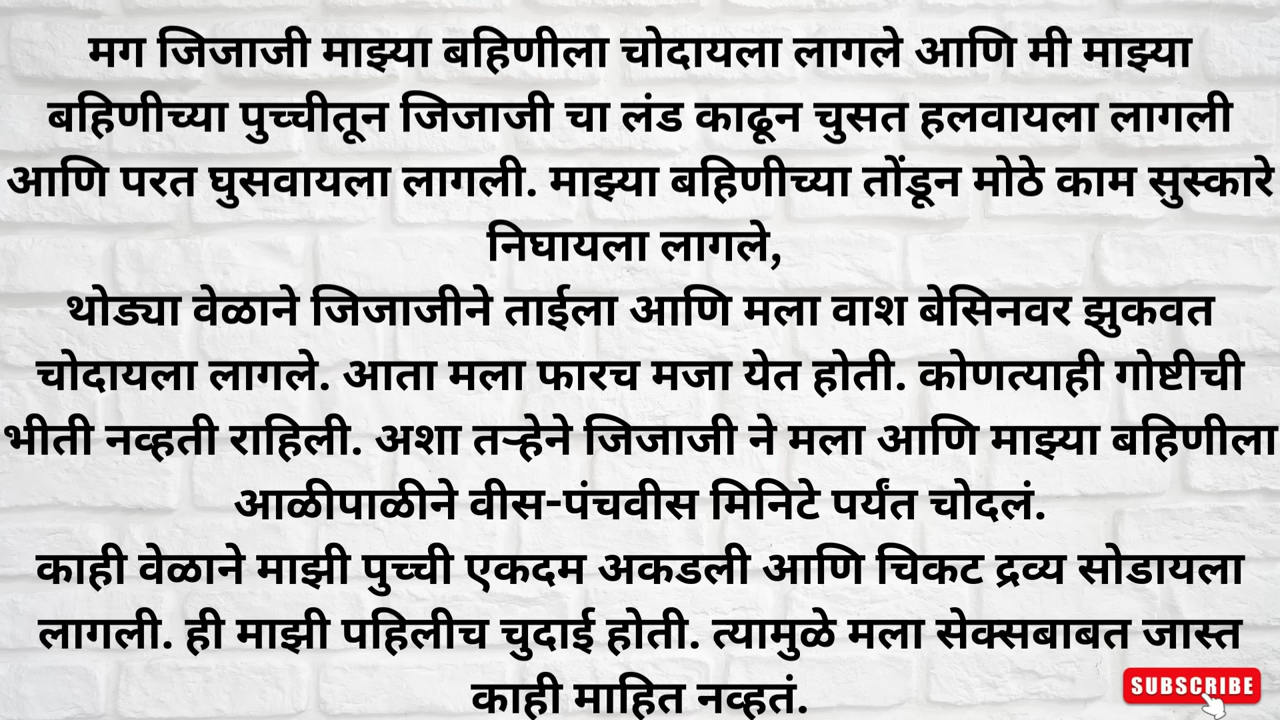 मग जिजाजी माझ्या बहिणीला चोदायला लागले आणि मी माझ्या
बहिणीच्या पुच्चीतून जिजाजी चा लंड काढून चुसत हलवायला लागली
आणि परत घुसवायला लागली. माझ्या बहिणीच्या तोंडून मोठे काम सुस्कारे
निघायला लागले,
थोड्या वेळाने जिजाजीने ताईला आणि मला वाश बेसिनवर झुकवत
चोदायला लागले. आता मला फारच मजा येत होती. कोणत्याही गोष्टीची
भीती नव्हती राहिली. अशा तऱ्हेने जिजाजी ने मला आणि माझ्या बहिणीला
आळीपाळीने वीस-पंचवीस मिनिटे पर्यंत चोदलं.
काही वेळाने माझी पुच्ची एकदम अकडली आणि चिकट द्रव्य सोडायला
लागली. ही माझी पहिलीच चुदाई होती. त्यामुळे मला सेक्सबाबत जास्त
काही माहित नव्हतं.
SUBSCRIBE